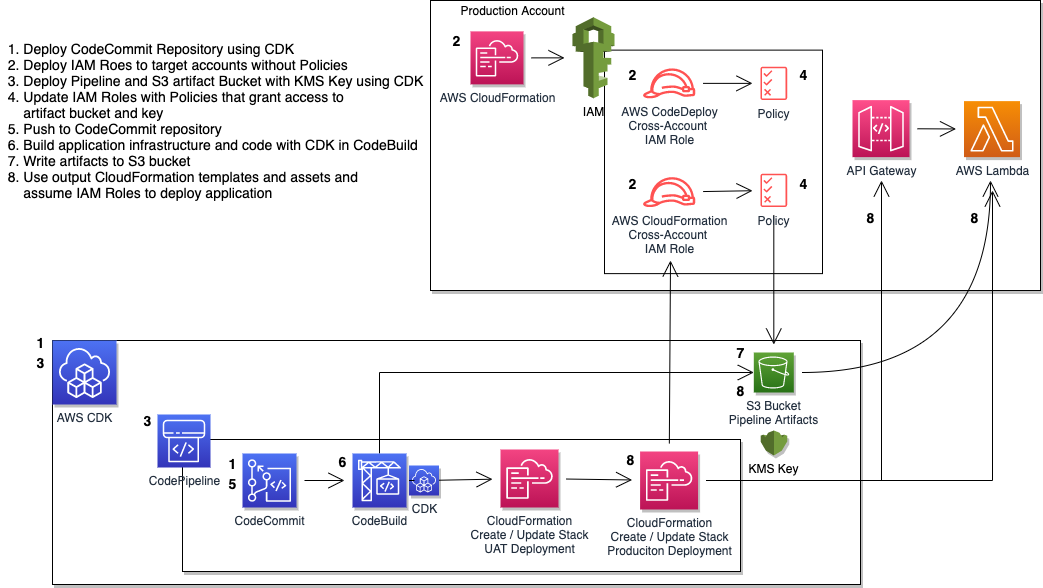 Production Account
1. Deploy CodeCommit Repository using CDK
2. Deploy IAM Roes to target accounts without Policies
3. Deploy Pipeline and S3 artifact Bucket with KMS Key using CDK
4. Update IAM Roles with Policies that grant access to
artifact bucket and key
5. Push to CodeCommit repository
6. Build application infrastructure and code with CDK in CodeBuild
7. Write artifacts to S3 bucket
8. Use output CloudFormation templates and assets and
assume IAM Roles to deploy application
2
AWS CloudFormation
IAM
2
AWS CodeDeploy
Cross-Account
IAM Role
4
Policy
2
AWS CloudFormation
Cross-Account
IAM Role
4
Policy
API Gateway
AWS Lambda
8
8
1
3
AWS CDK
7
8
S3 Bucket
Pipeline Artifacts
KMS Key
3
CodePipeline
1
5
CodeCommit
6
CodeBuild
CDK
CloudFormation
Create / Update Stack
UAT Deployment
8
CloudFormation
Create / Update Stack
Produciton Deployment